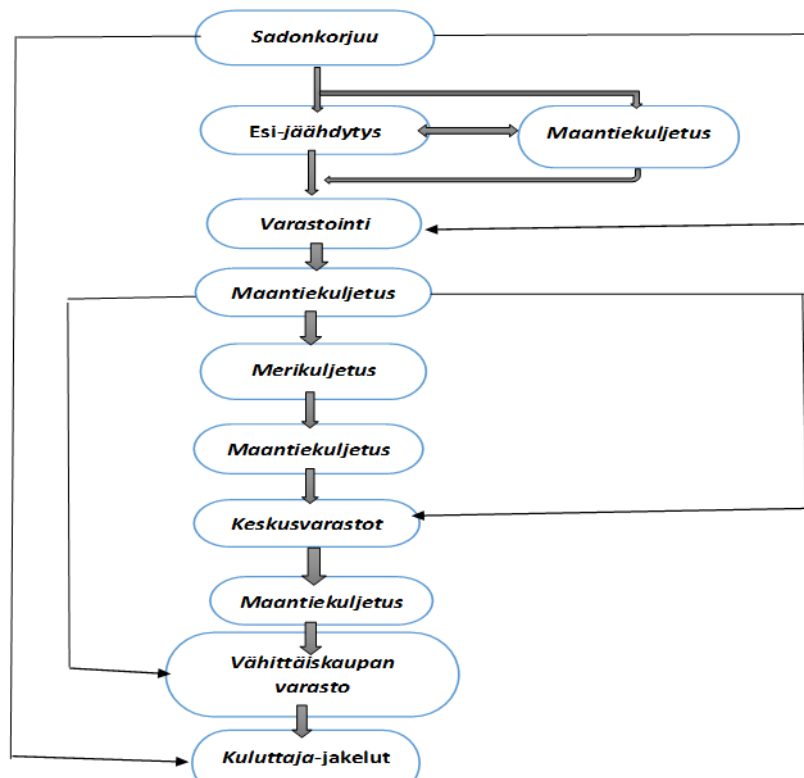 Sadonkorjuu
Esi-jäähdytys
Maantiekuljetus
Varastointi
Maantiekuljetus
Merikuljetus
Maantiekuljetus
Keskusvarastot
Maantiekuljetus
Vähittäiskaupan
varasto
Kuluttaja-jakelut